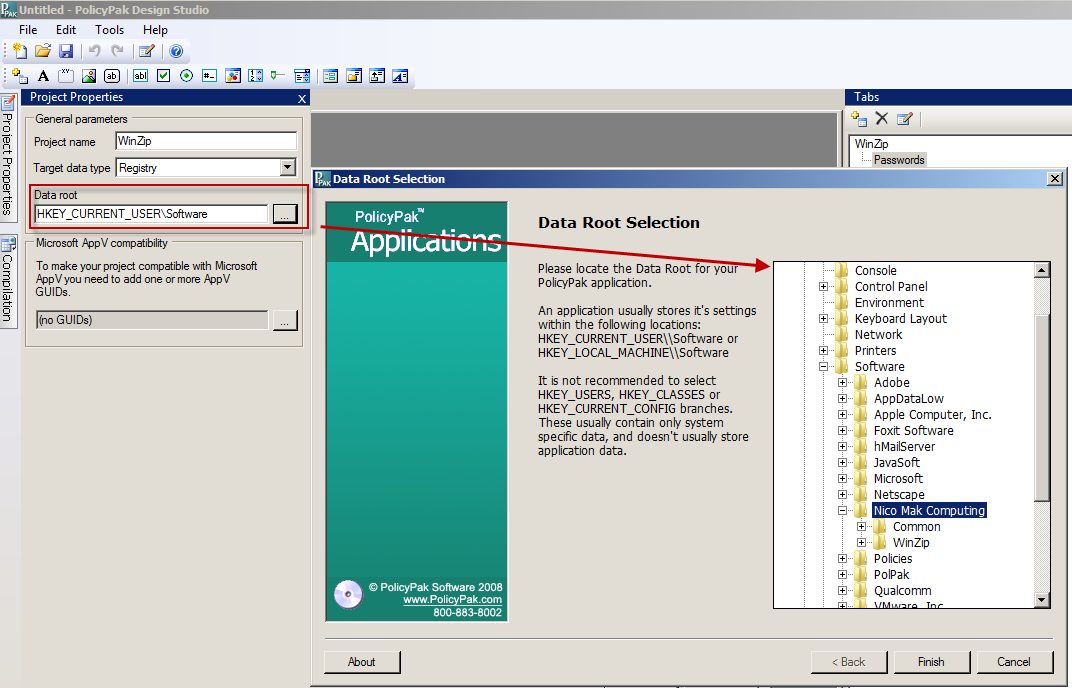 Untitled - PolicyPak Design Studio
File Edit Tools Help
Project Properties X
General parameters
Project name WinZip
Target data type Registry
Data root
HKEY_CURRENT_USER\Software ...
Microsoft AppV compatibility
To make your project compatible with Microsoft
AppV you need to add one or more AppV
GUIDs.
(no GUIDs) ...
Project Properties
Compilation
Tabs
WinZip
Passwords
Data Root Selection
PolicyPak™
Applications
© PolicyPak Software 2008
www.PolicyPak.com
800-883-8002
Data Root Selection
Please locate the Data Root for your
PolicyPak application.
An application usually stores it's settings
within the following locations:
HKEY_CURRENT_USER\\Software or
HKEY_LOCAL_MACHINE\\Software
It is not recommended to select
HKEY_USERS, HKEY_CLASSES or
HKEY_CURRENT_CONFIG branches.
These usually contain only system
specific data, and doesn't usually store
application data.
Console
Control Panel
Environment
Keyboard Layout
Network
Printers
Software
Adobe
AppDataLow
Apple Computer, Inc.
Foxit Software
hMailServer
JavaSoft
Microsoft
Netscape
Nico Mak Computing
Common
WinZip
Policies
PolPak
Qualcomm
VMware, Inc.
About
< Back Finish Cancel